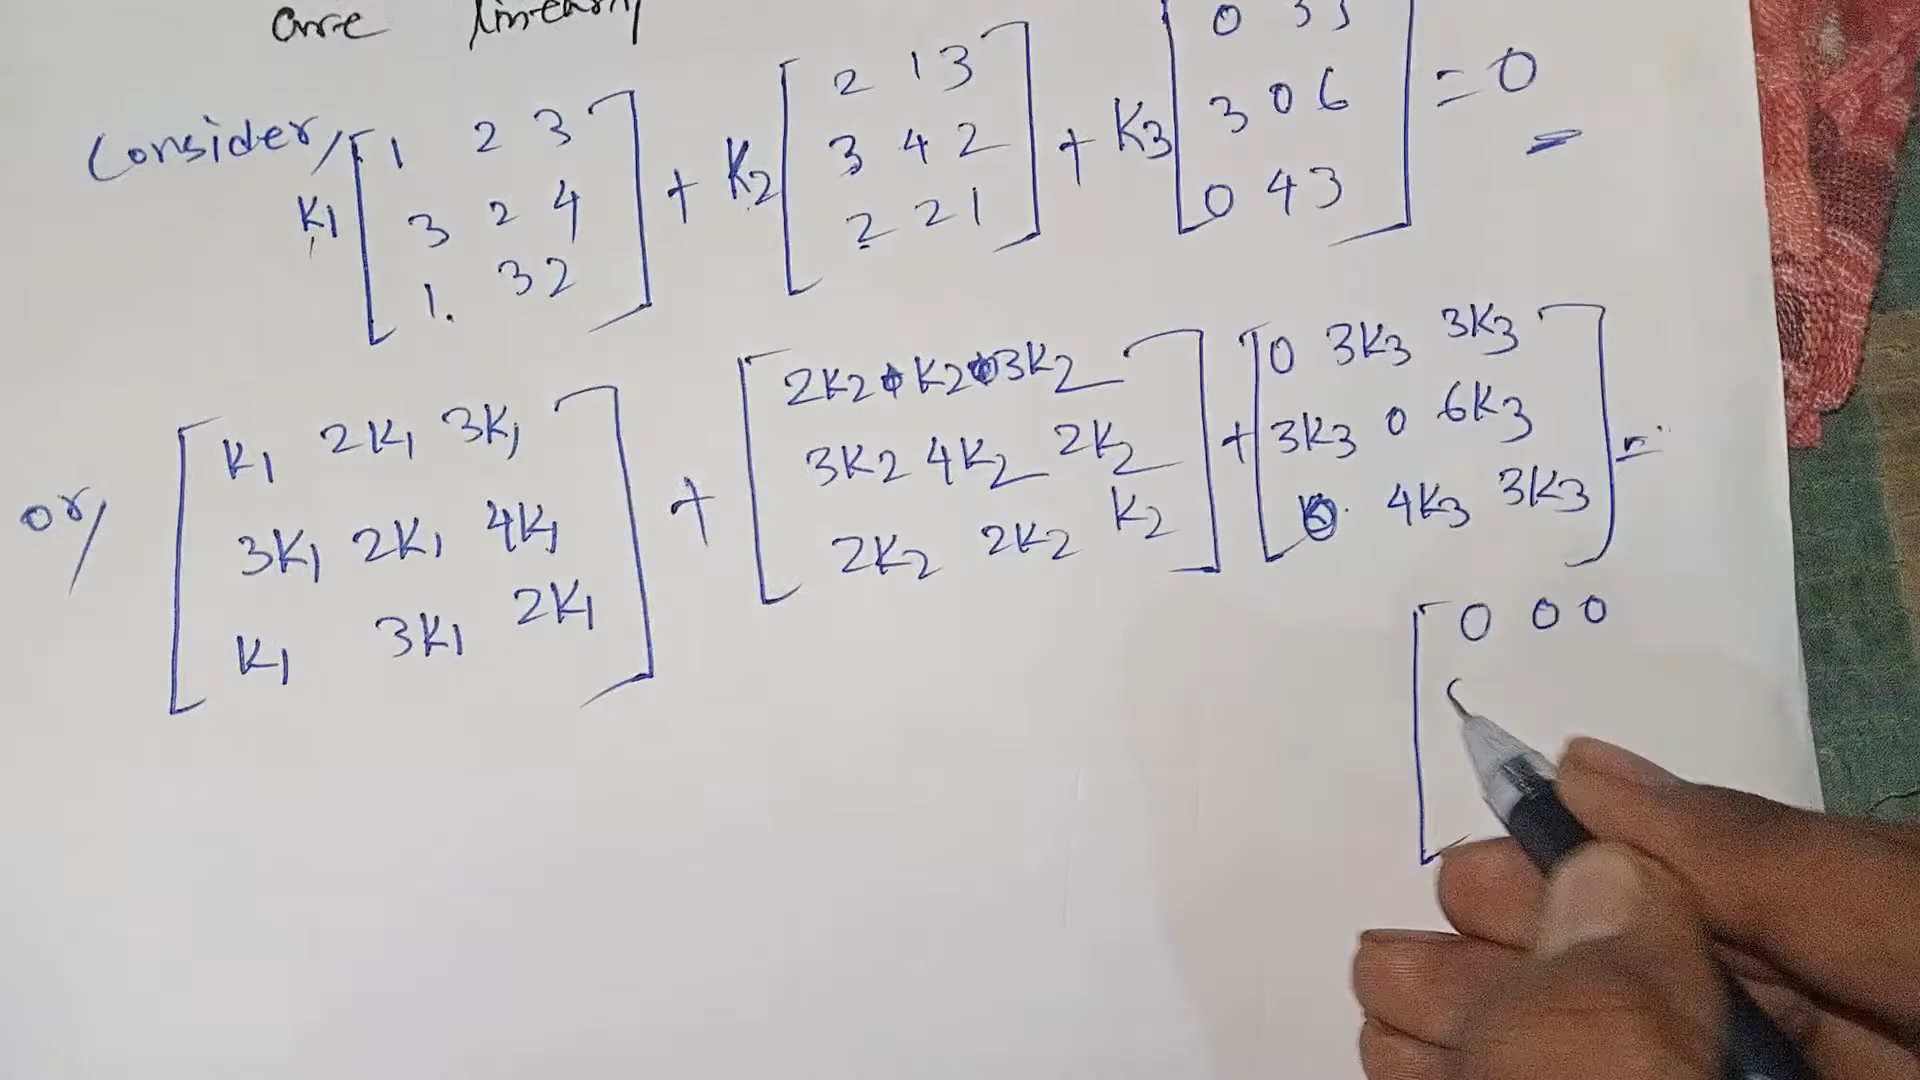 are linearly
Consider, K1 [1 2 3 + K2 [2 1 3 + K3 [0 3 3 = 0
3 2 4 3 4 2 3 0 6
1. 3 2] 2 2 1] 0 4 3]
or, [K1 2K1 3K1 + [2K2 K2 3K2 + [0 3K3 3K3 =
3K1 2K1 4K1 3K2 4K2 2K2 3K3 0 6K3
K1 3K1 2K1] 2K2 2K2 K2] 0 4K3 3K3]
[0 0 0